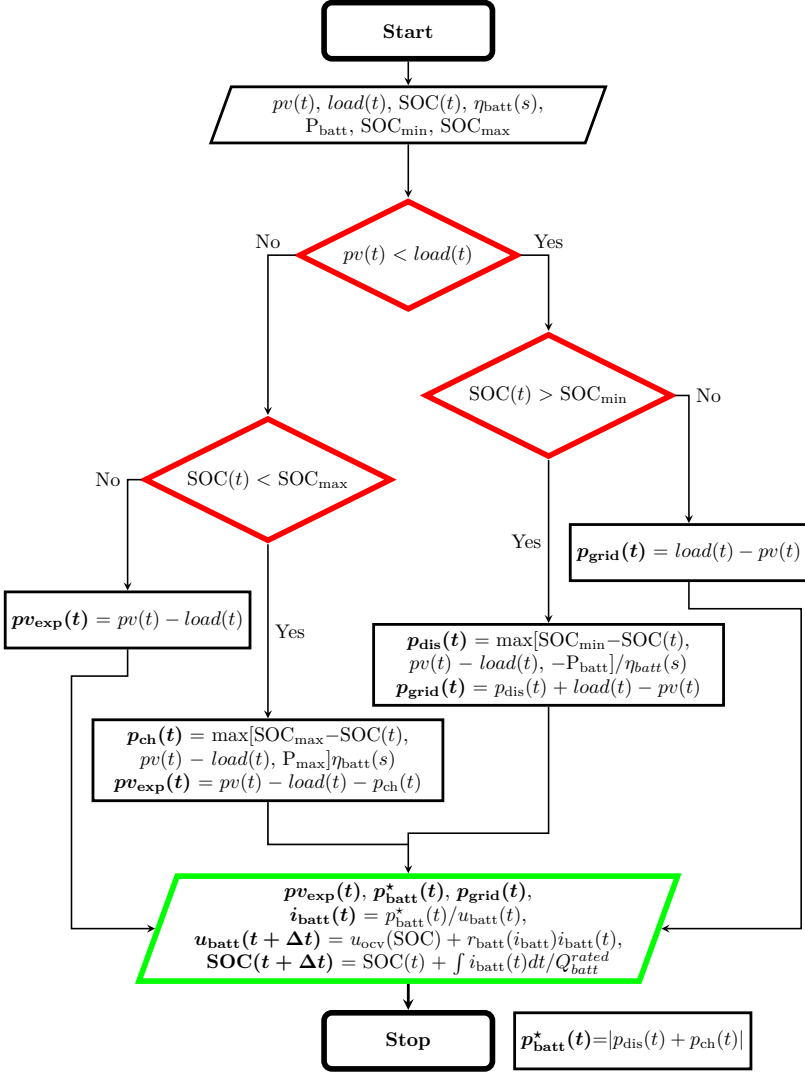 Start
pv(t), load(t), SOC(t), η_batt(s),
P_batt, SOC_min, SOC_max
pv(t) < load(t)
No
Yes
SOC(t) > SOC_min
No
Yes
SOC(t) < SOC_max
No
Yes
p_grid(t) = load(t) − pv(t)
pv_exp(t) = pv(t) − load(t)
p_dis(t) = max[SOC_min−SOC(t),
pv(t) − load(t), −P_batt]/η_batt(s)
p_grid(t) = p_dis(t) + load(t) − pv(t)
p_ch(t) = max[SOC_max−SOC(t),
pv(t) − load(t), P_max]η_batt(s)
pv_exp(t) = pv(t) − load(t) − p_ch(t)
pv_exp(t), p⋆_batt(t), p_grid(t),
i_batt(t) = p⋆_batt(t)/u_batt(t),
u_batt(t + Δt) = u_ocv(SOC) + r_batt(i_batt)i_batt(t),
SOC(t + Δt) = SOC(t) + ∫ i_batt(t)dt/Q^rated_batt
Stop
p⋆_batt(t)=|p_dis(t) + p_ch(t)|